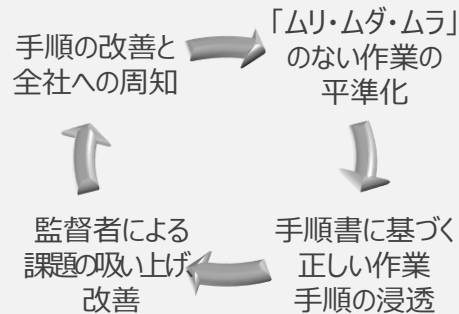 手順の改善と
全社への周知
「ムリ・ムダ・ムラ」
のない作業の
平準化
手順書に基づく
正しい作業
手順の浸透
監督者による
課題の吸い上げ
改善